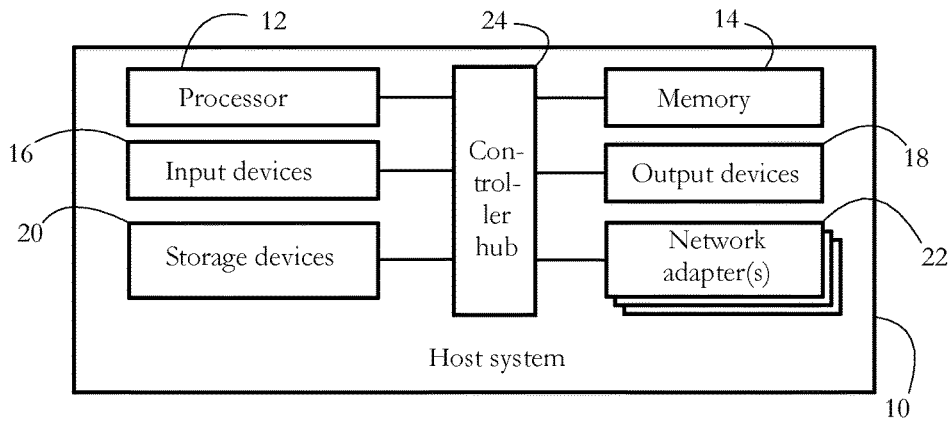 12
24
14
Processor
Memory
16
Input devices
Con-
trol-
ler
hub
Output devices
18
20
Storage devices
Network
adapter(s)
22
Host system
10